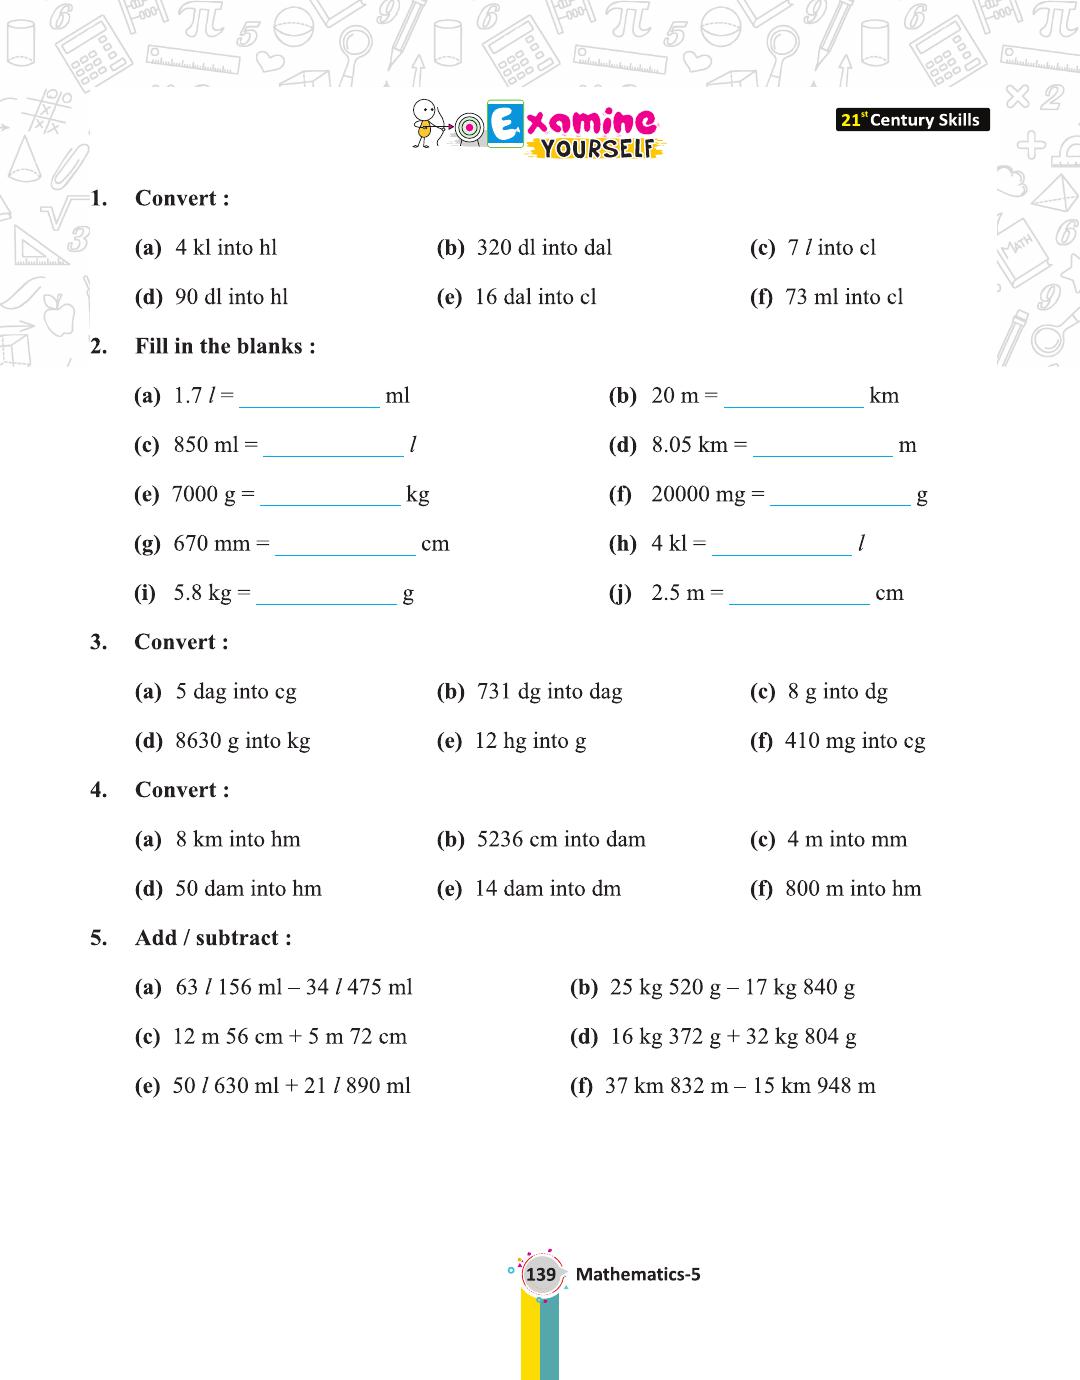 Examine
YOURSELF
21st Century Skills
1. Convert :
(a) 4 kl into hl (b) 320 dl into dal (c) 7 l into cl
(d) 90 dl into hl (e) 16 dal into cl (f) 73 ml into cl
2. Fill in the blanks :
(a) 1.7 l = ____________ ml (b) 20 m = ____________ km
(c) 850 ml = ____________ l (d) 8.05 km = ____________ m
(e) 7000 g = ____________ kg (f) 20000 mg = ____________ g
(g) 670 mm = ____________ cm (h) 4 kl = ____________ l
(i) 5.8 kg = ____________ g (j) 2.5 m = ____________ cm
3. Convert :
(a) 5 dag into cg (b) 731 dg into dag (c) 8 g into dg
(d) 8630 g into kg (e) 12 hg into g (f) 410 mg into cg
4. Convert :
(a) 8 km into hm (b) 5236 cm into dam (c) 4 m into mm
(d) 50 dam into hm (e) 14 dam into dm (f) 800 m into hm
5. Add / subtract :
(a) 63 l 156 ml – 34 l 475 ml (b) 25 kg 520 g – 17 kg 840 g
(c) 12 m 56 cm + 5 m 72 cm (d) 16 kg 372 g + 32 kg 804 g
(e) 50 l 630 ml + 21 l 890 ml (f) 37 km 832 m – 15 km 948 m
139 Mathematics-5